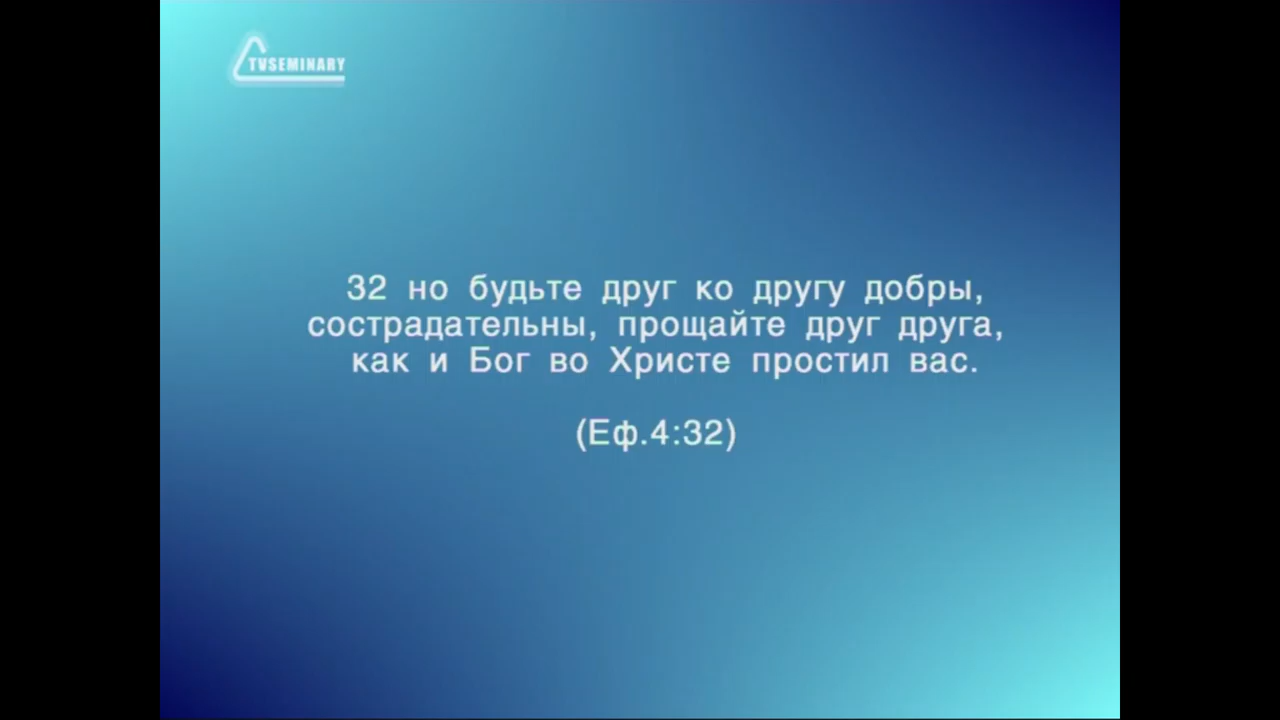 TVSEMINARY
32 но будьте друг ко другу добры,
сострадательны, прощайте друг друга,
как и Бог во Христе простил вас.
(Еф.4:32)